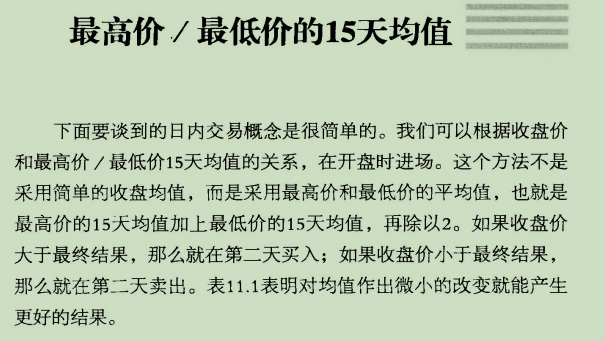 最高价／最低价的15天均值
下面要谈到的日内交易概念是很简单的。我们可以根据收盘价
和最高价／最低价15天均值的关系，在开盘时进场。这个方法不是
采用简单的收盘均值，而是采用最高价和最低价的平均值，也就是
最高价的15天均值加上最低价的15天均值，再除以2。如果收盘价
大于最终结果，那么就在第二天买入；如果收盘价小于最终结果，
那么就在第二天卖出。表11.1表明对均值作出微小的改变就能产生
更好的结果。